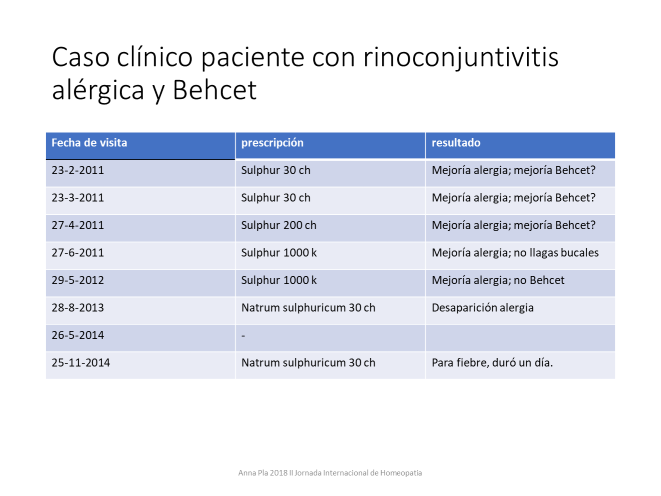 Caso clínico paciente con rinoconjuntivitis
alérgica y Behcet
Fecha de visita prescripción resultado
23-2-2011 Sulphur 30 ch Mejoría alergia; mejoría Behcet?
23-3-2011 Sulphur 30 ch Mejoría alergia; mejoría Behcet?
27-4-2011 Sulphur 200 ch Mejoría alergia; mejoría Behcet?
27-6-2011 Sulphur 1000 k Mejoría alergia; no llagas bucales
29-5-2012 Sulphur 1000 k Mejoría alergia; no Behcet
28-8-2013 Natrum sulphuricum 30 ch Desaparición alergia
26-5-2014 -
25-11-2014 Natrum sulphuricum 30 ch Para fiebre, duró un día.
Anna Pla 2018 II Jornada Internacional de Homeopatía